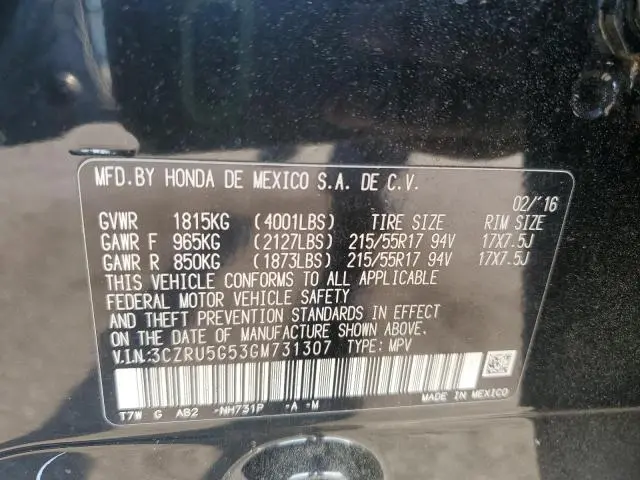 MFD.BY HONDA DE MEXICO S.A. DE C.V.
02/'16
GVWR 1815KG (4001LBS) TIRE SIZE RIM SIZE
GAWR F 965KG (2127LBS) 215/55R17 94V 17X7.5J
GAWR R 850KG (1873LBS) 215/55R17 94V 17X7.5J
THIS VEHICLE CONFORMS TO ALL APPLICABLE
FEDERAL MOTOR VEHICLE SAFETY
AND THEFT PREVENTION STANDARDS IN EFFECT
ON DATE OF MANUFACTURE SHOWN ABOVE.
V.I.N.:3CZRU5G53GM731307 TYPE: MPV
MADE IN MEXICO
T7W G AB2 -NH731P -A -M